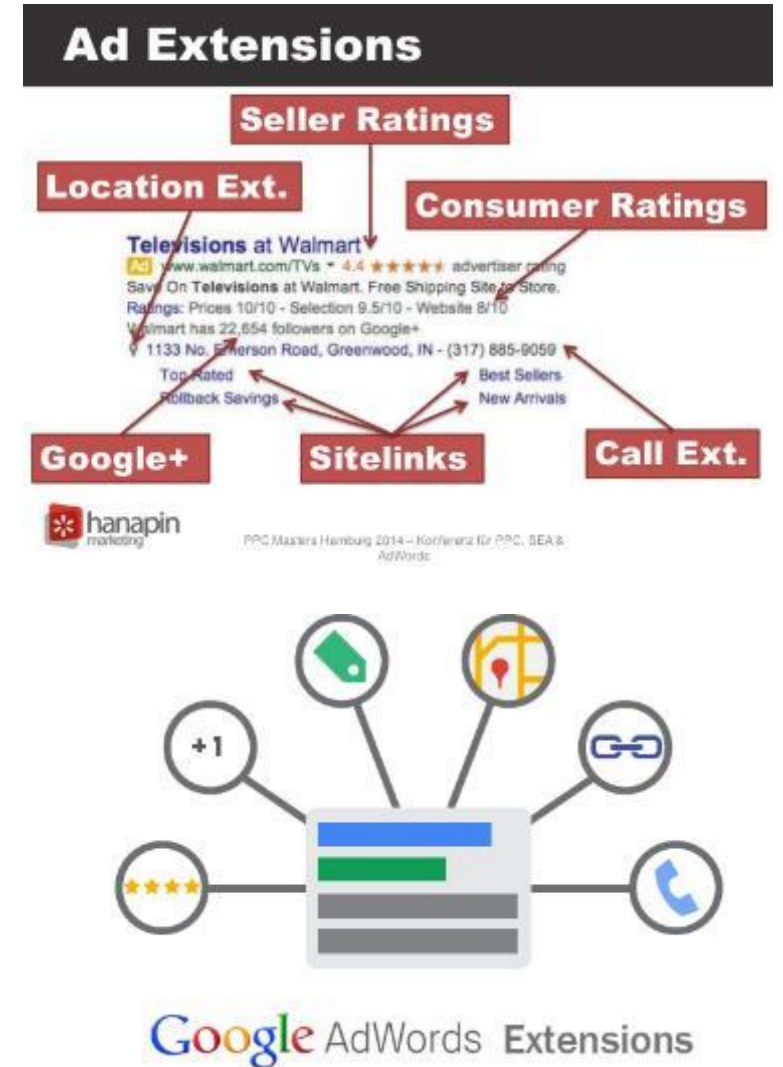 Ad Extensions
Seller Ratings
Location Ext.
Consumer Ratings
Televisions at Walmart
Ad www.walmart.com/TVs 4.4 ★★★★★ advertiser rating
Save On Televisions at Walmart. Free Shipping Site to Store.
Ratings: Prices 10/10 - Selection 9.5/10 - Website 8/10
Walmart has 22,654 followers on Google+
1133 No. Emerson Road, Greenwood, IN - (317) 885-9059
Top Rated Best Sellers
Rollback Savings New Arrivals
Google+
Sitelinks
Call Ext.
hanapin
marketing
PPC Masters Hamburg 2014 – Konferenz für PPC, SEA &
AdWords
+1
Google AdWords Extensions